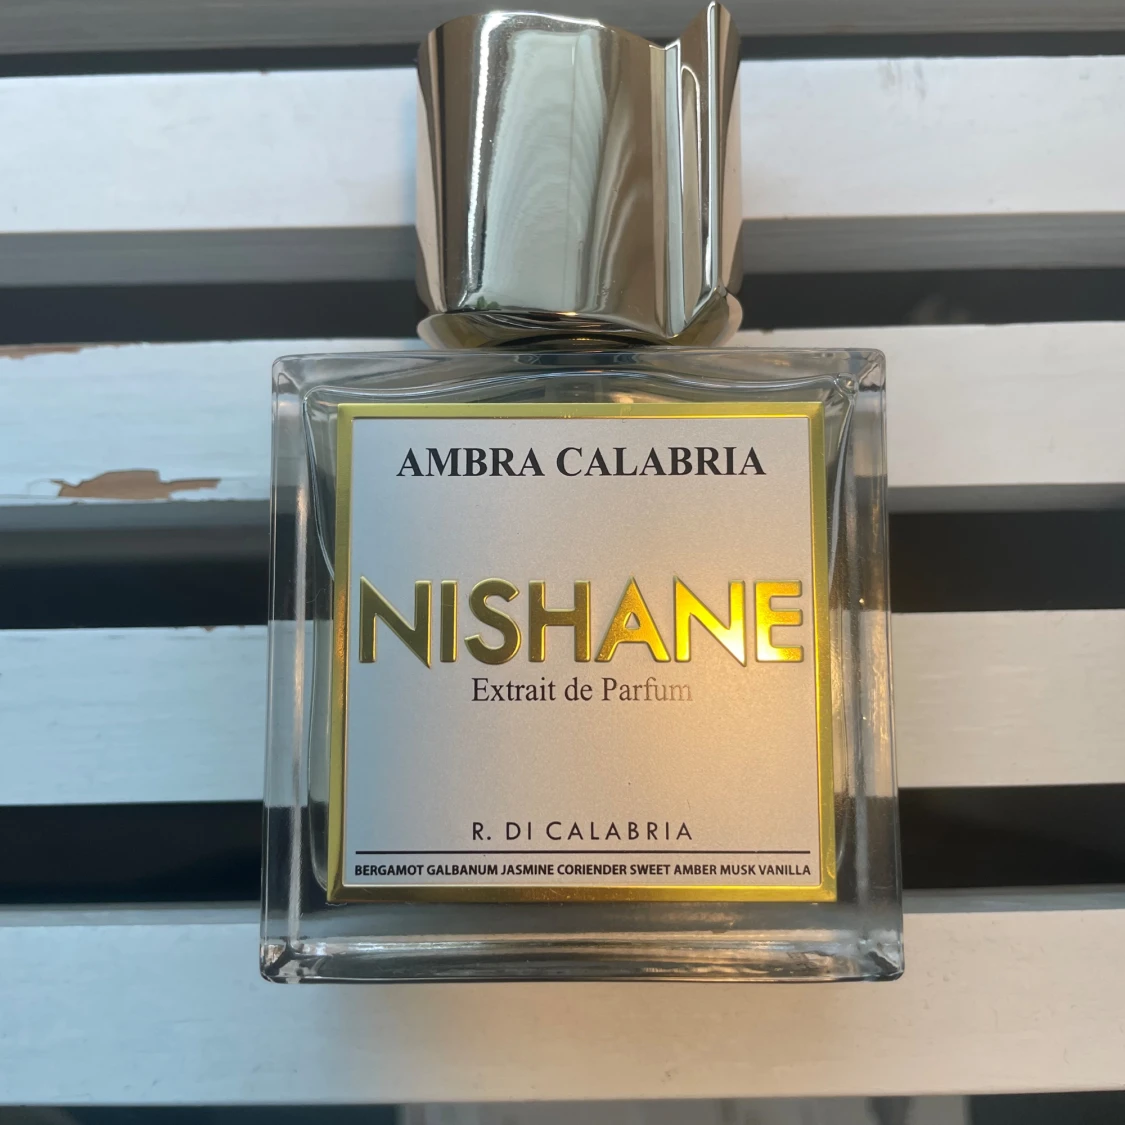 AMBRA CALABRIA
NISHANE
Extrait de Parfum
R. DI CALABRIA
BERGAMOT GALBANUM JASMINE CORIENDER SWEET AMBER MUSK VANILLA